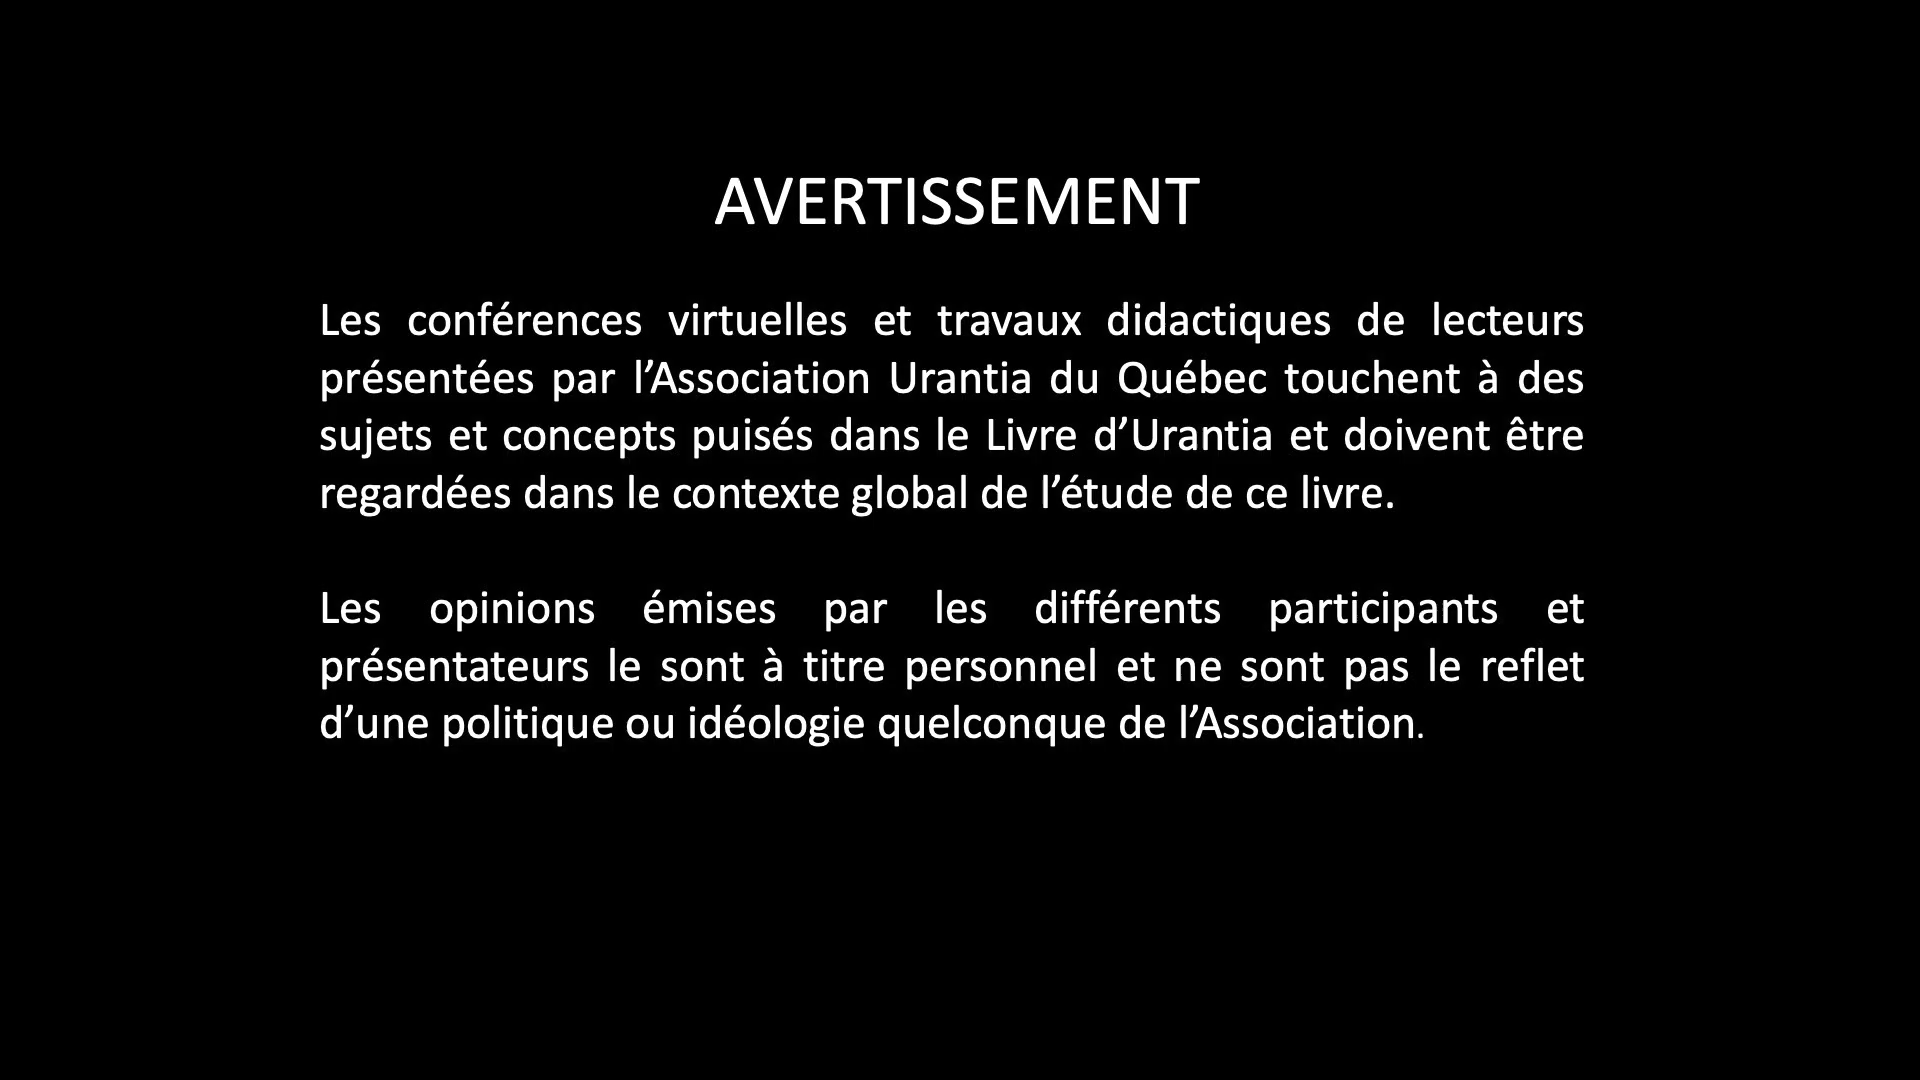 AVERTISSEMENT
Les conférences virtuelles et travaux didactiques de lecteurs
présentées par l’Association Urantia du Québec touchent à des
sujets et concepts puisés dans le Livre d’Urantia et doivent être
regardées dans le contexte global de l’étude de ce livre.
Les opinions émises par les différents participants et
présentateurs le sont à titre personnel et ne sont pas le reflet
d’une politique ou idéologie quelconque de l’Association.